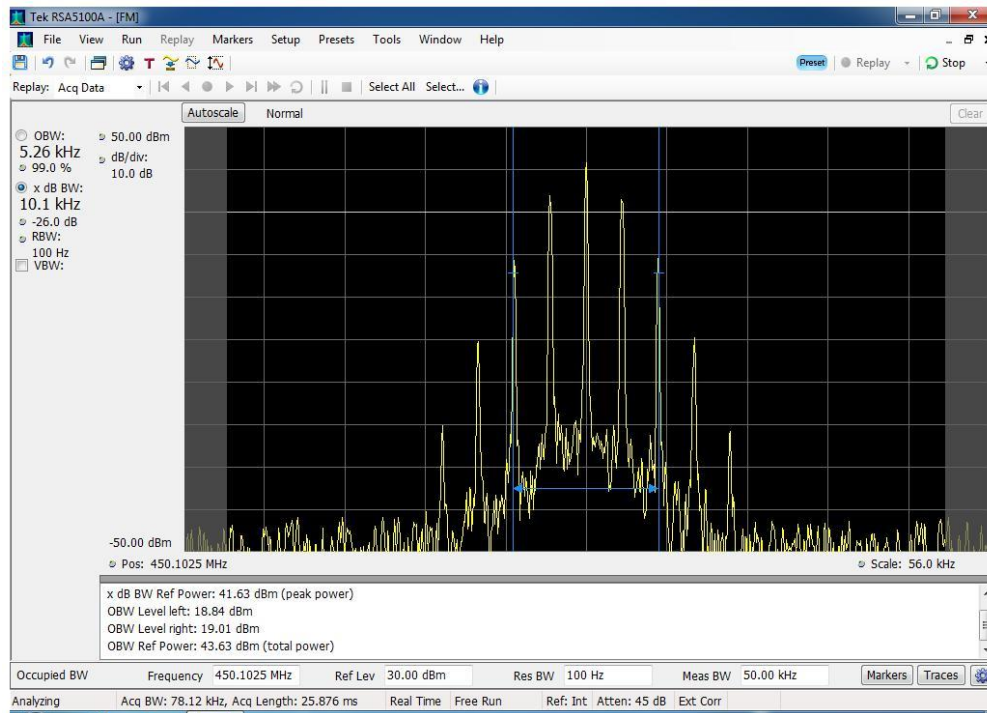 Tek RSA5100A - [FM]
File View Run Replay Markers Setup Presets Tools Window Help
Preset Replay Stop
Replay: Acq Data Select All Select...
Autoscale Normal Clear
OBW:
5.26 kHz
99.0 %
x dB BW:
10.1 kHz
-26.0 dB
RBW:
100 Hz
VBW:
50.00 dBm
dB/div:
10.0 dB
-50.00 dBm
Pos: 450.1025 MHz Scale: 56.0 kHz
x dB BW Ref Power: 41.63 dBm (peak power)
OBW Level left: 18.84 dBm
OBW Level right: 19.01 dBm
OBW Ref Power: 43.63 dBm (total power)
Occupied BW Frequency 450.1025 MHz Ref Lev 30.00 dBm Res BW 100 Hz Meas BW 50.00 kHz Markers Traces
Analyzing Acq BW: 78.12 kHz, Acq Length: 25.876 ms Real Time Free Run Ref: Int Atten: 45 dB Ext Corr